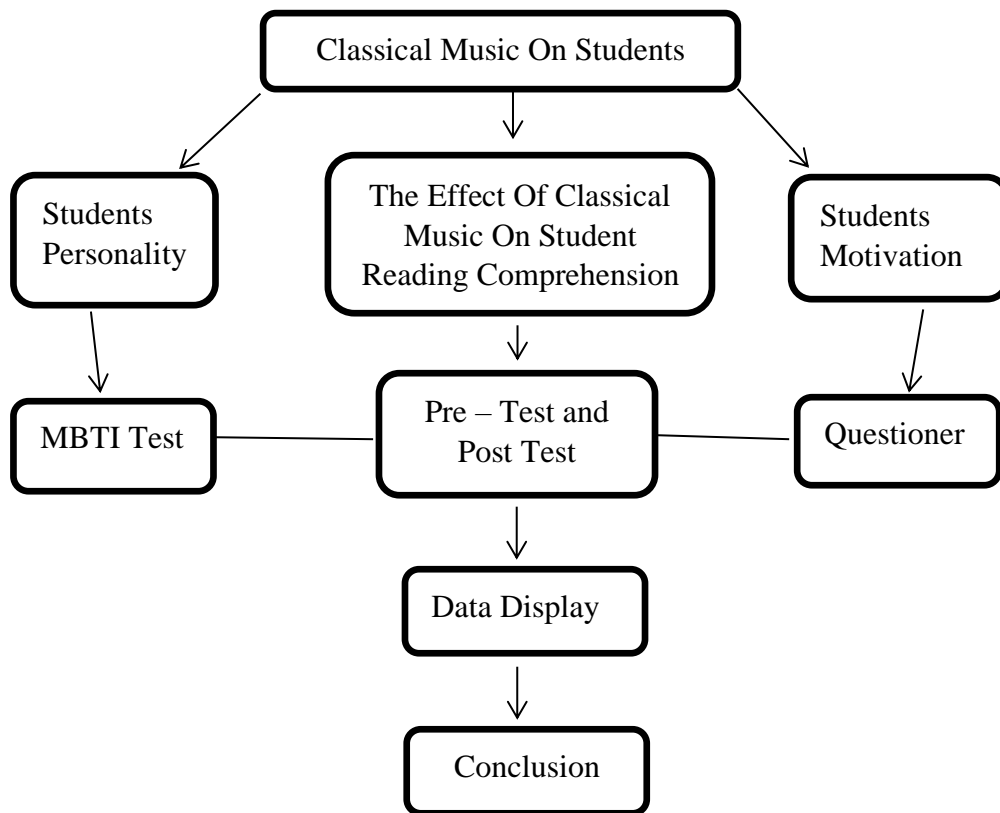 Classical Music On Students
Students
Personality
The Effect Of Classical
Music On Student
Reading Comprehension
Students
Motivation
MBTI Test
Pre – Test and
Post Test
Questioner
Data Display
Conclusion